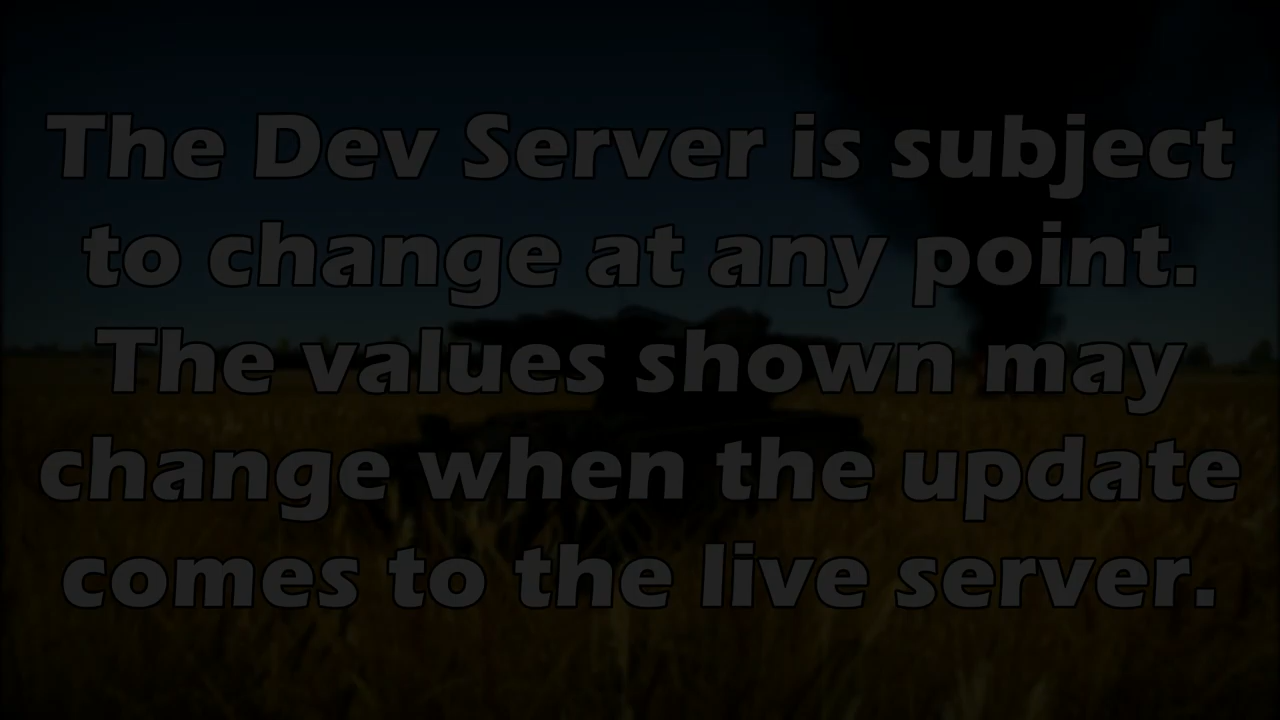 The Dev Server is subject
to change at any point.
The values shown may
change when the update
comes to the live server.